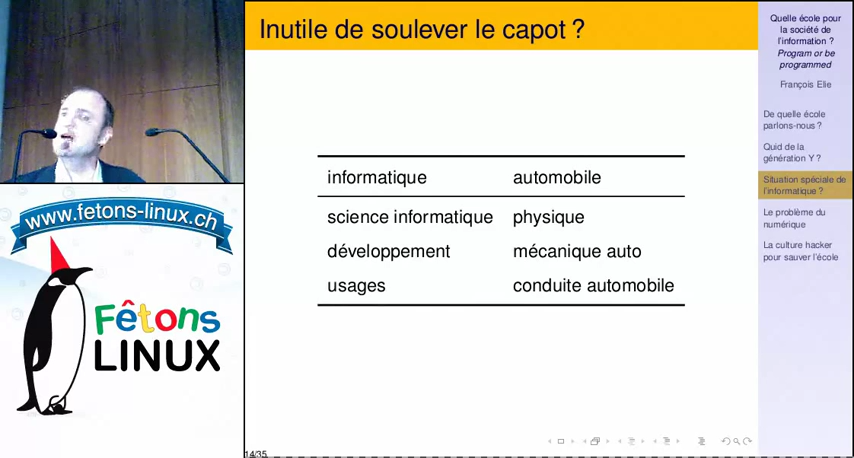 Inutile de soulever le capot ?
informatique automobile
science informatique physique
développement mécanique auto
usages conduite automobile
Quelle école pour
la société de
l'information ?
Program or be
programmed
François Elie
De quelle école
parlons-nous ?
Quid de la
génération Y ?
Situation spéciale de
l'informatique ?
Le problème du
numérique
La culture hacker
pour sauver l'école
www.fetons-linux.ch
Fêtons
LINUX
14/35